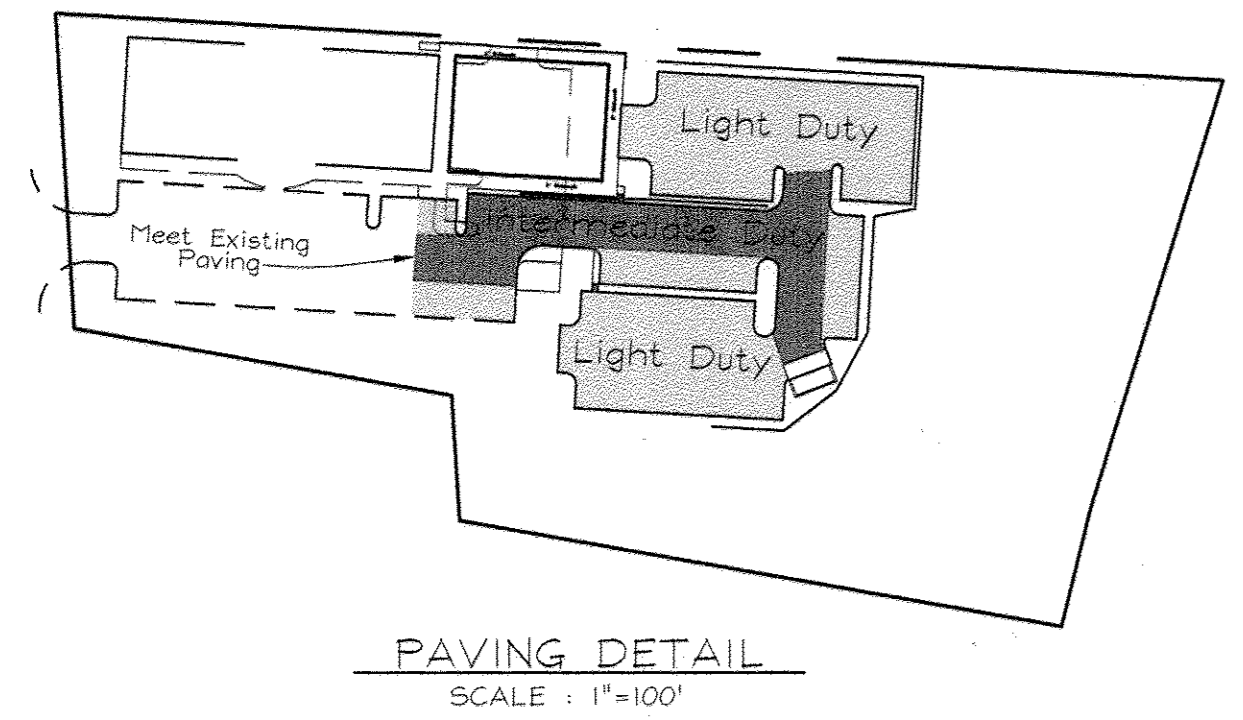 Light Duty
Intermediate Duty
Meet Existing
Paving
Light Duty
PAVING DETAIL
SCALE : 1"=100'